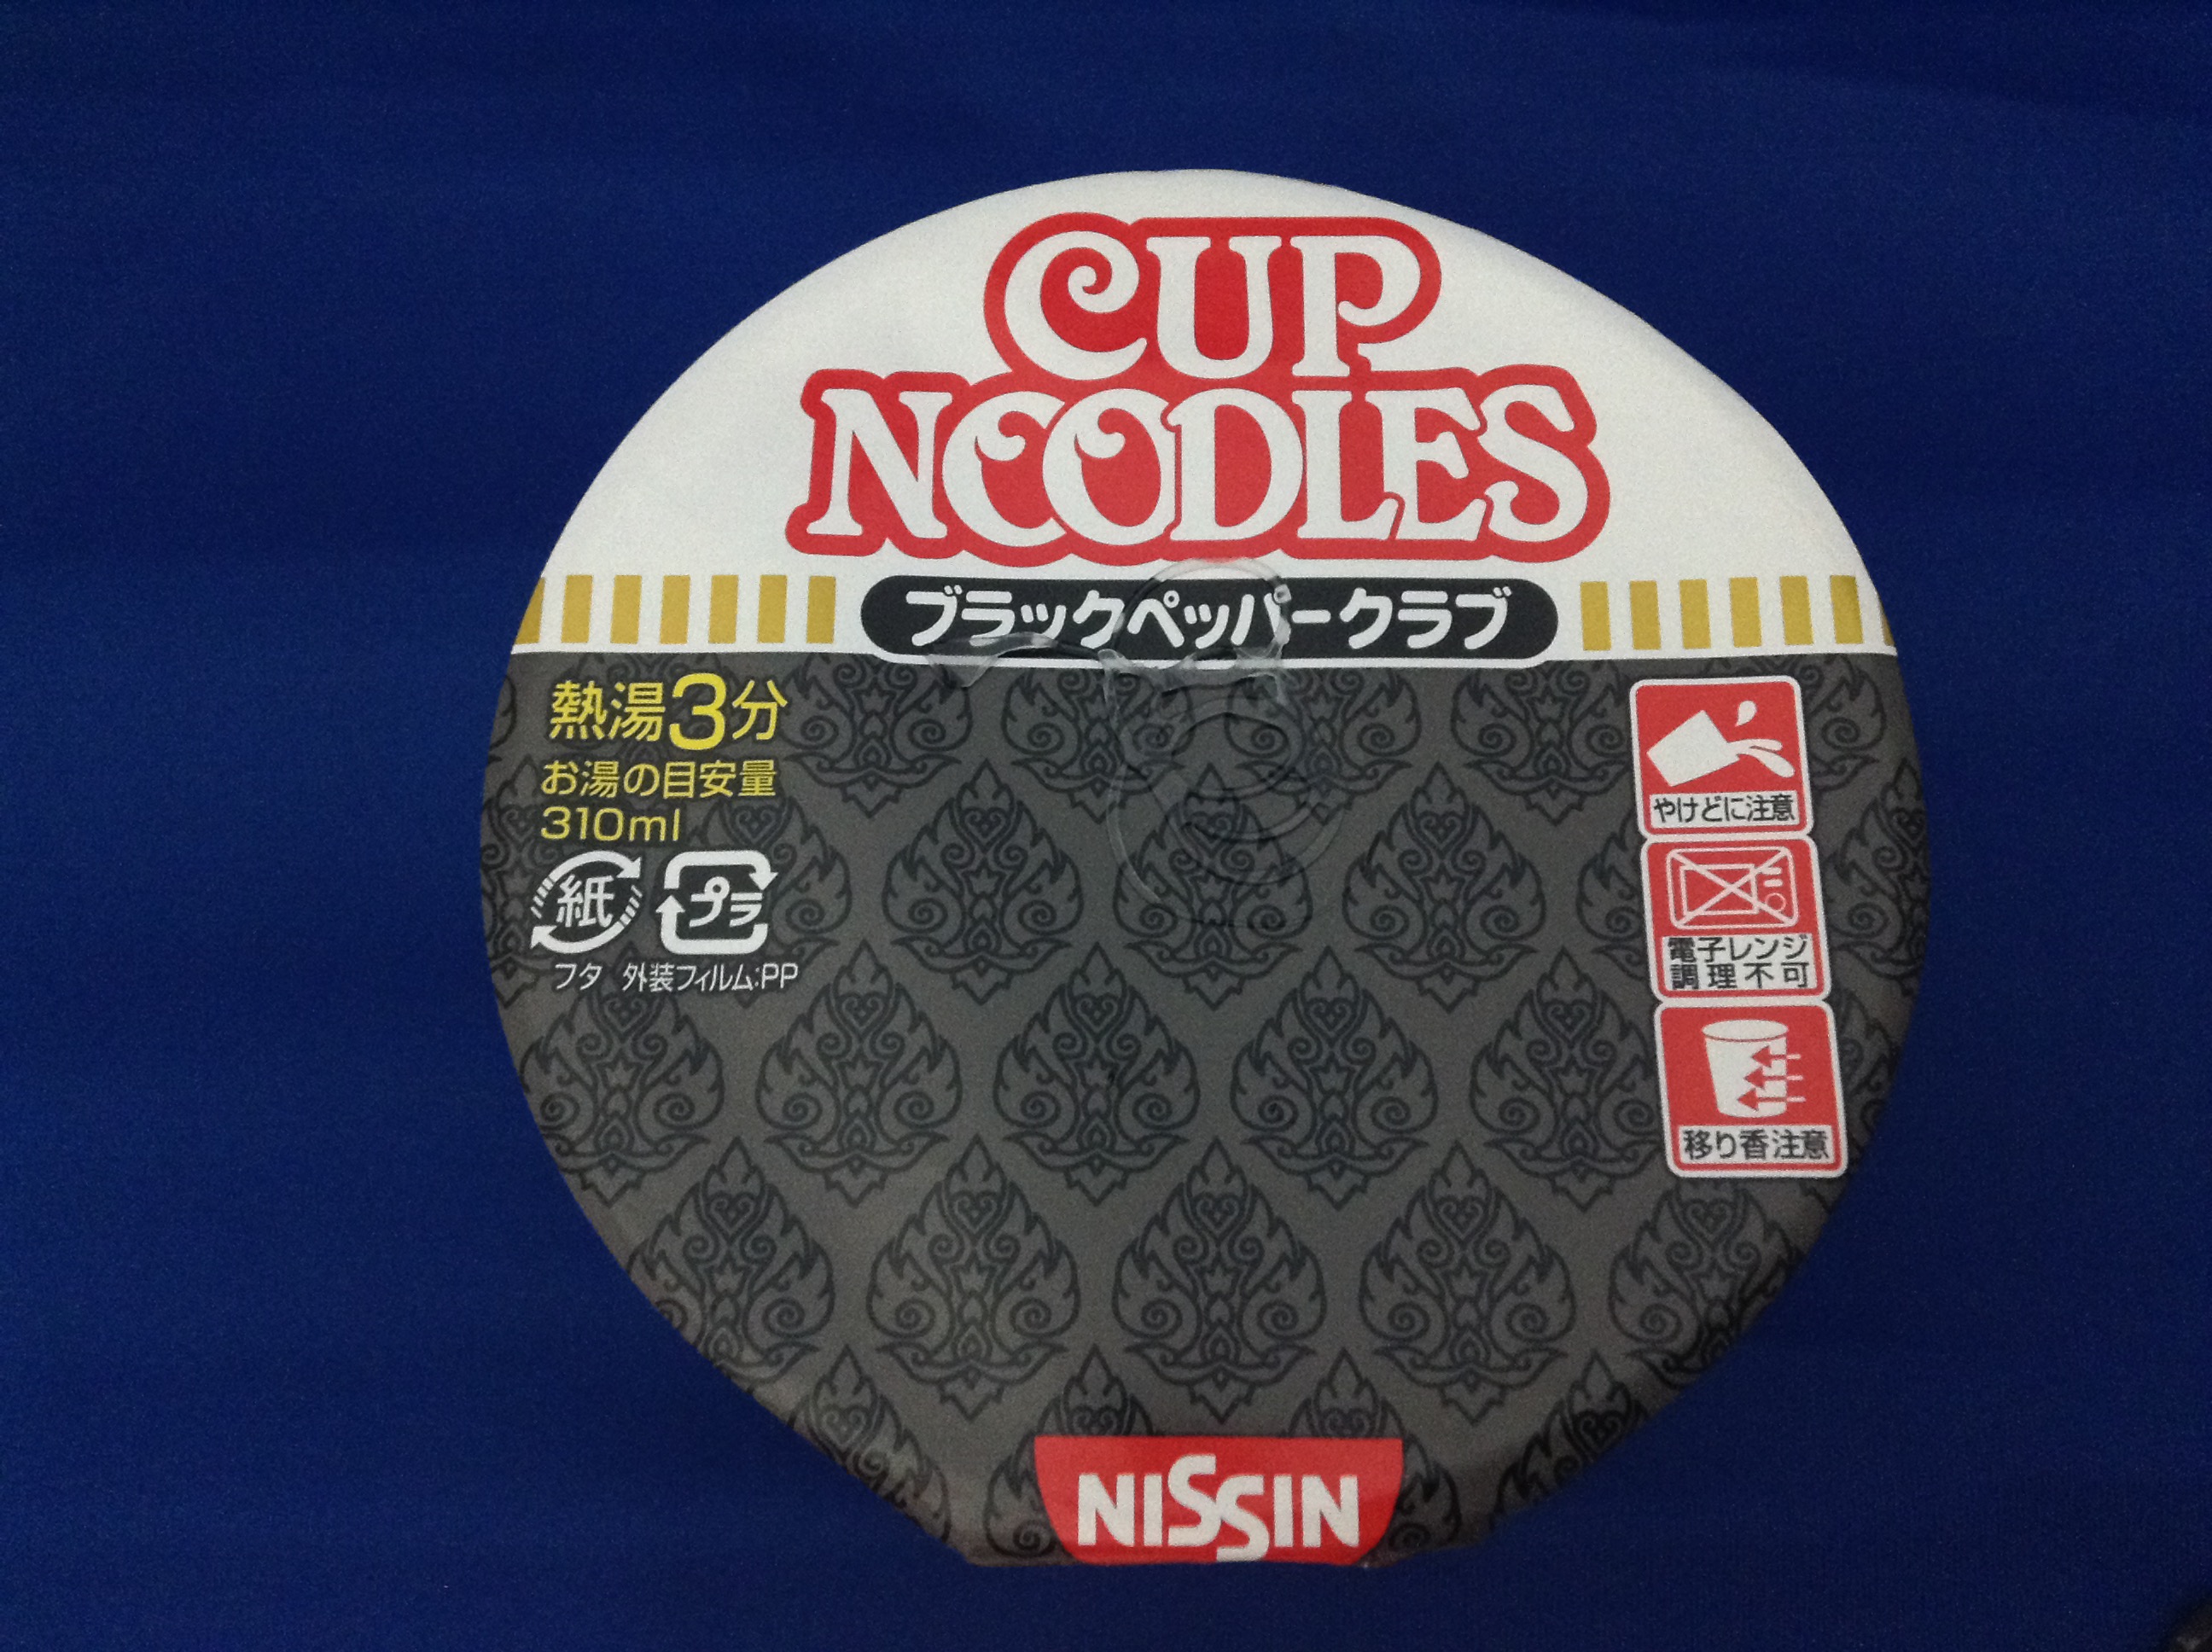 CUP
NOODLES
ブラックペッパークラブ
熱湯3分
お湯の目安量
310ml
紙 プラ
フタ 外装フィルム:PP
やけどに注意
電子レンジ
調理不可
移り香注意
NISSIN